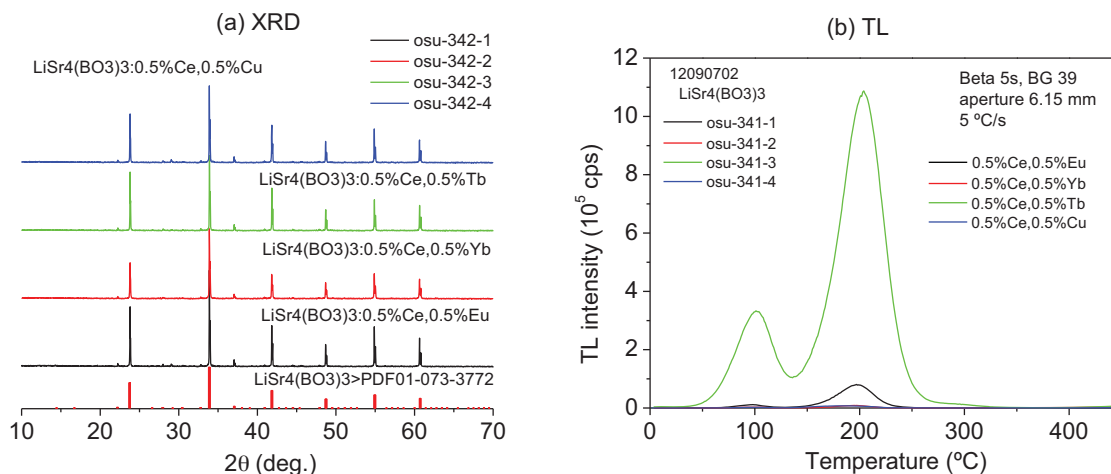 (a) XRD
LiSr4(BO3)3:0.5%Ce,0.5%Cu
osu-342-1
osu-342-2
osu-342-3
osu-342-4
LiSr4(BO3)3:0.5%Ce,0.5%Tb
LiSr4(BO3)3:0.5%Ce,0.5%Yb
LiSr4(BO3)3:0.5%Ce,0.5%Eu
LiSr4(BO3)3>PDF01-073-3772
10 20 30 40 50 60 70
2θ (deg.)
(b) TL
TL intensity (10⁵ cps)
12
10
8
6
4
2
0
12090702
LiSr4(BO3)3
osu-341-1
osu-341-2
osu-341-3
osu-341-4
Beta 5s, BG 39
aperture 6.15 mm
5 ºC/s
0.5%Ce,0.5%Eu
0.5%Ce,0.5%Yb
0.5%Ce,0.5%Tb
0.5%Ce,0.5%Cu
0 100 200 300 400
Temperature (ºC)